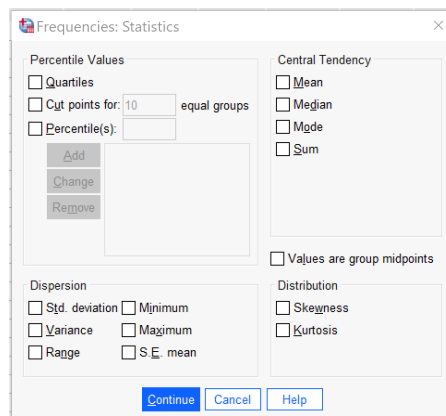 Frequencies: Statistics
Percentile Values
Quartiles
Cut points for: 10 equal groups
Percentile(s):
Add
Change
Remove
Central Tendency
Mean
Median
Mode
Sum
Values are group midpoints
Dispersion
Std. deviation Minimum
Variance Maximum
Range S.E. mean
Distribution
Skewness
Kurtosis
Continue Cancel Help